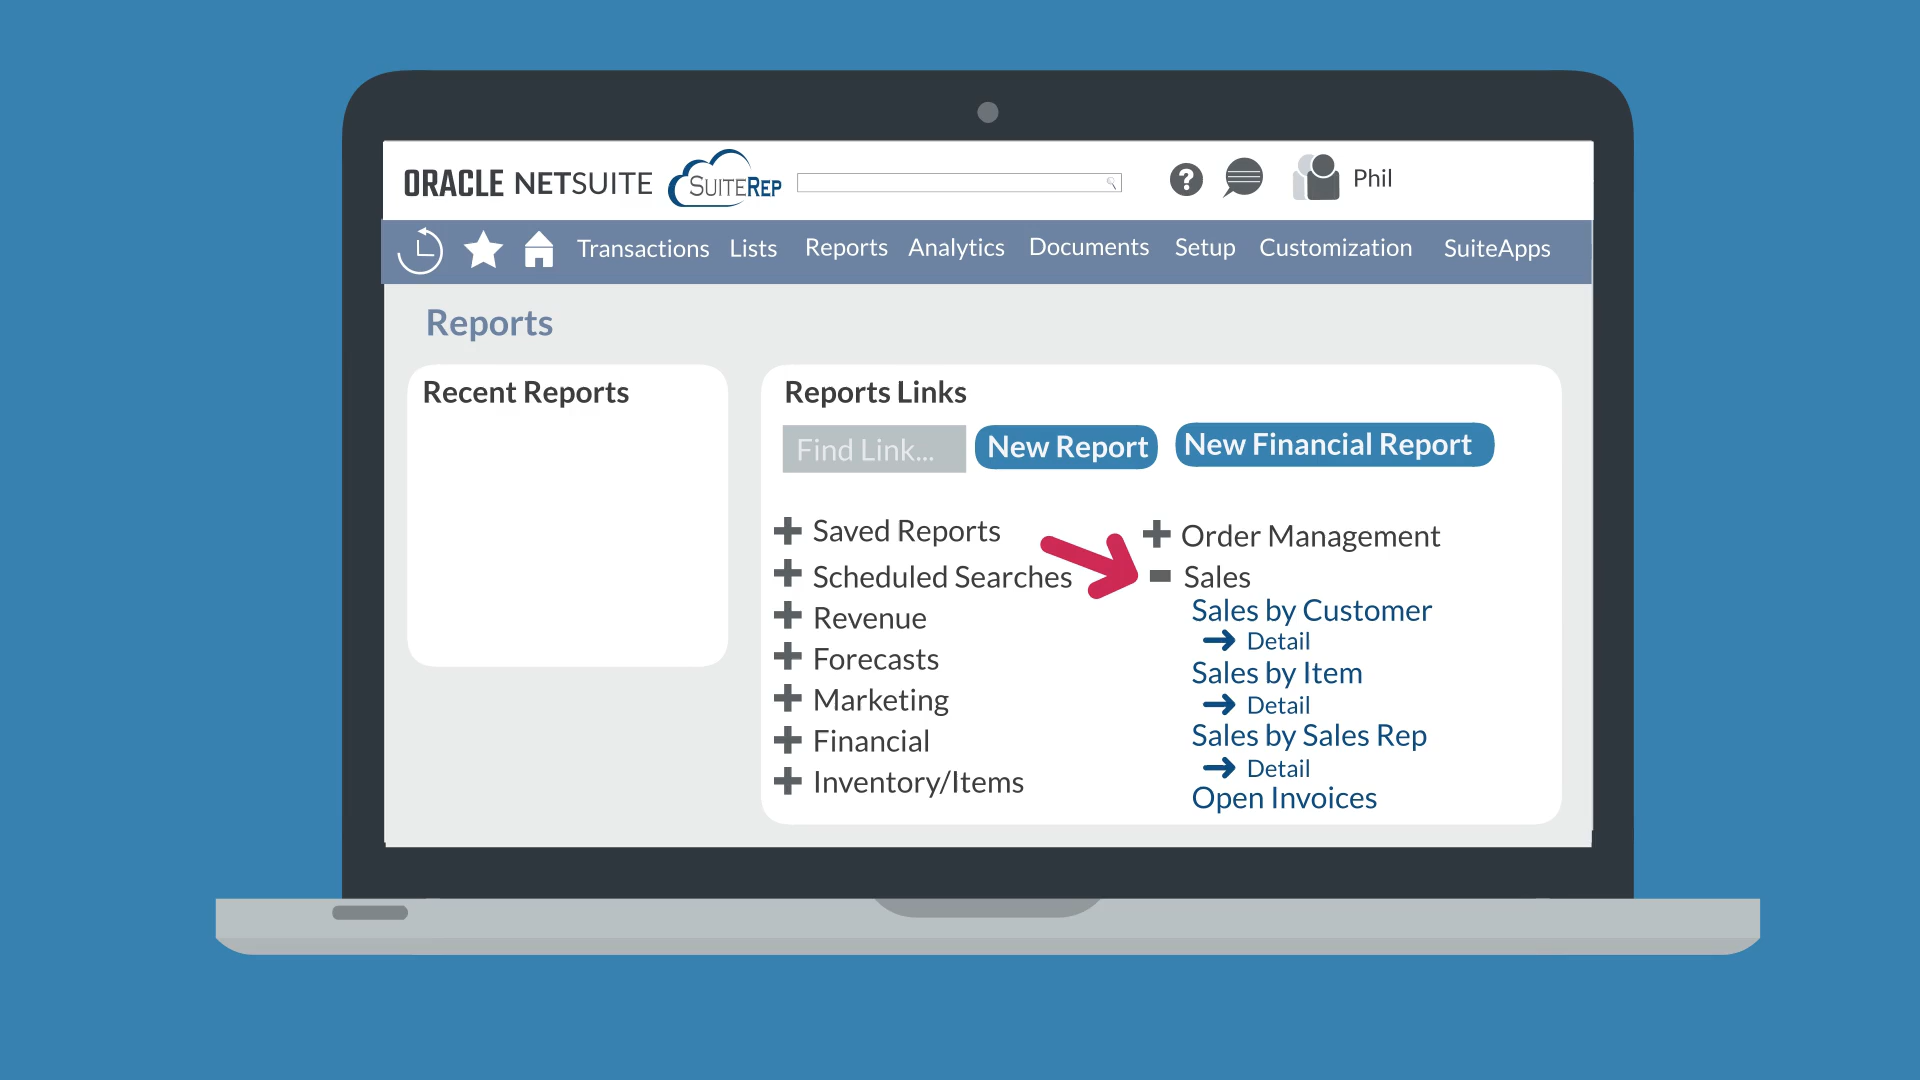 ORACLE NETSUITE
SUITEREP
?
Phil
Transactions Lists Reports Analytics Documents Setup Customization SuiteApps
Reports
Recent Reports
Reports Links
Find Link...
New Report
New Financial Report
Saved Reports
Scheduled Searches
Revenue
Forecasts
Marketing
Financial
Inventory/Items
Order Management
Sales
Sales by Customer
Detail
Sales by Item
Detail
Sales by Sales Rep
Detail
Open Invoices